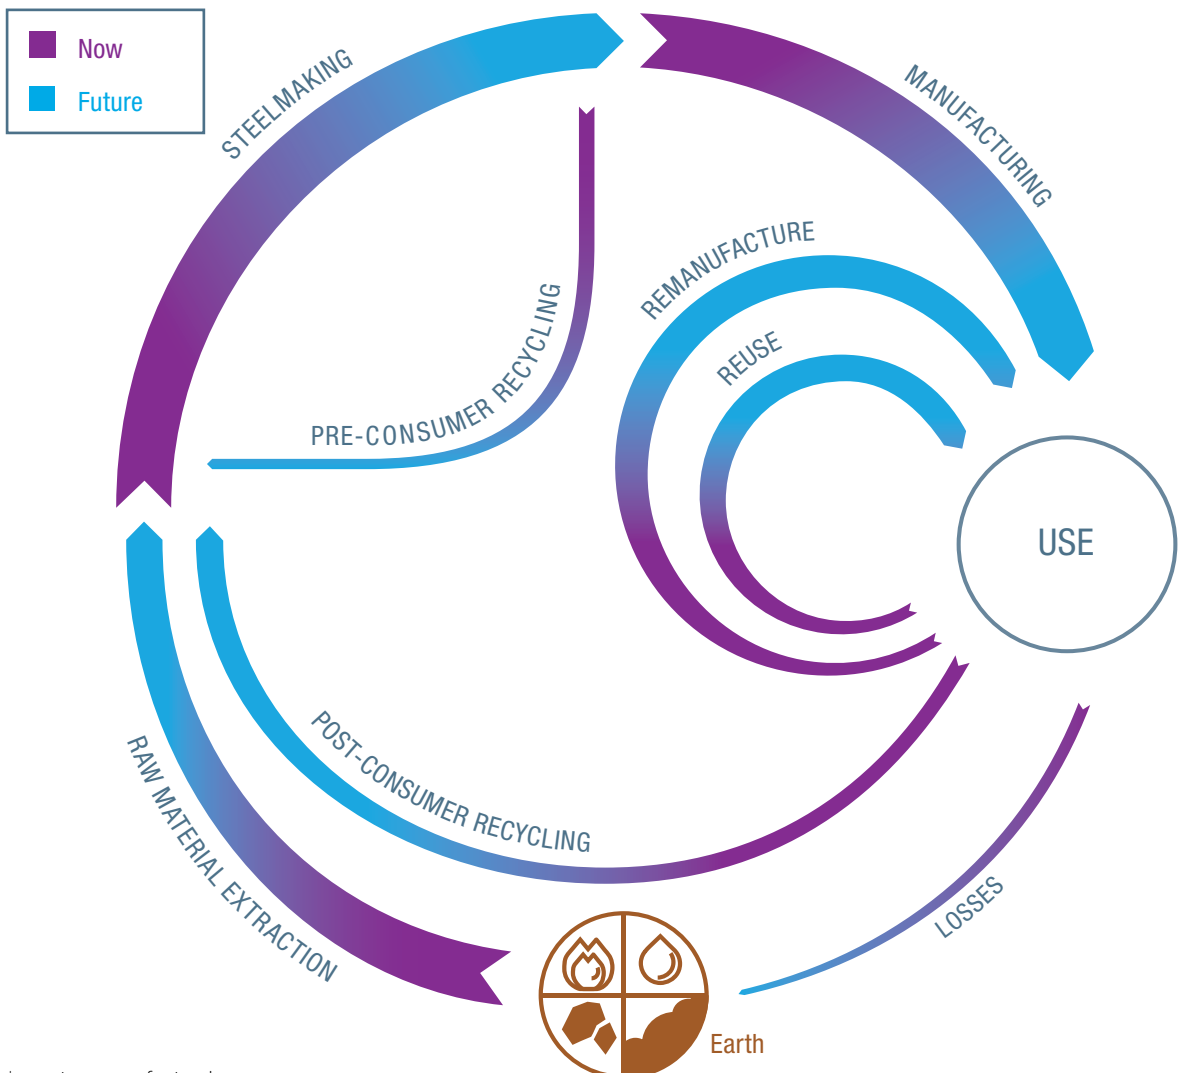 Now
Future
STEELMAKING
MANUFACTURING
REMANUFACTURE
REUSE
PRE-CONSUMER RECYCLING
USE
POST-CONSUMER RECYCLING
RAW MATERIAL EXTRACTION
LOSSES
Earth